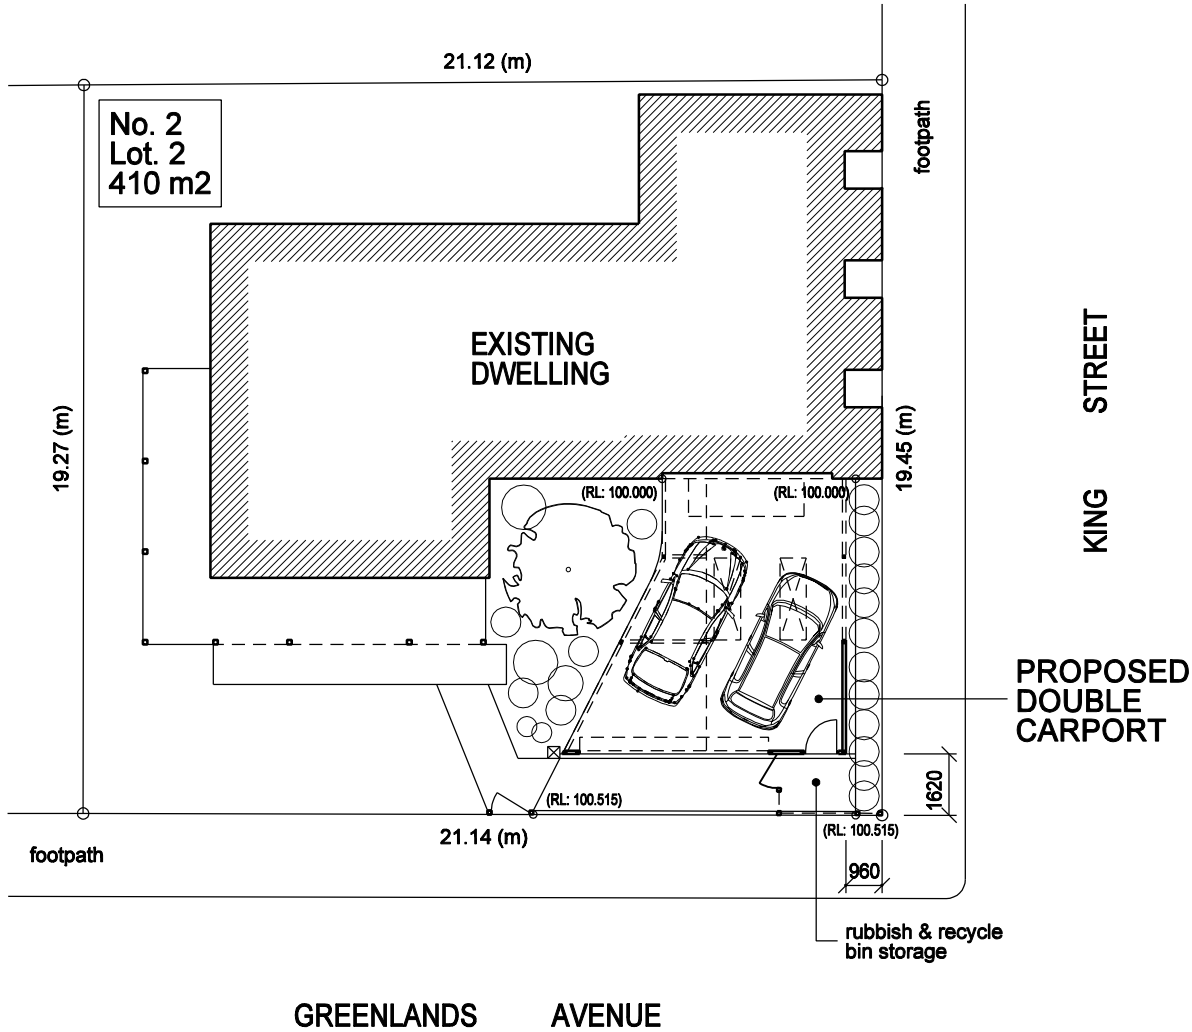 21.12 (m)
No. 2
Lot. 2
410 m2
footpath
EXISTING
DWELLING
STREET
KING
19.27 (m)
19.45 (m)
(RL: 100.000)
(RL: 100.000)
PROPOSED
DOUBLE
CARPORT
1620
(RL: 100.515)
(RL: 100.515)
21.14 (m)
footpath
960
rubbish & recycle
bin storage
GREENLANDS AVENUE